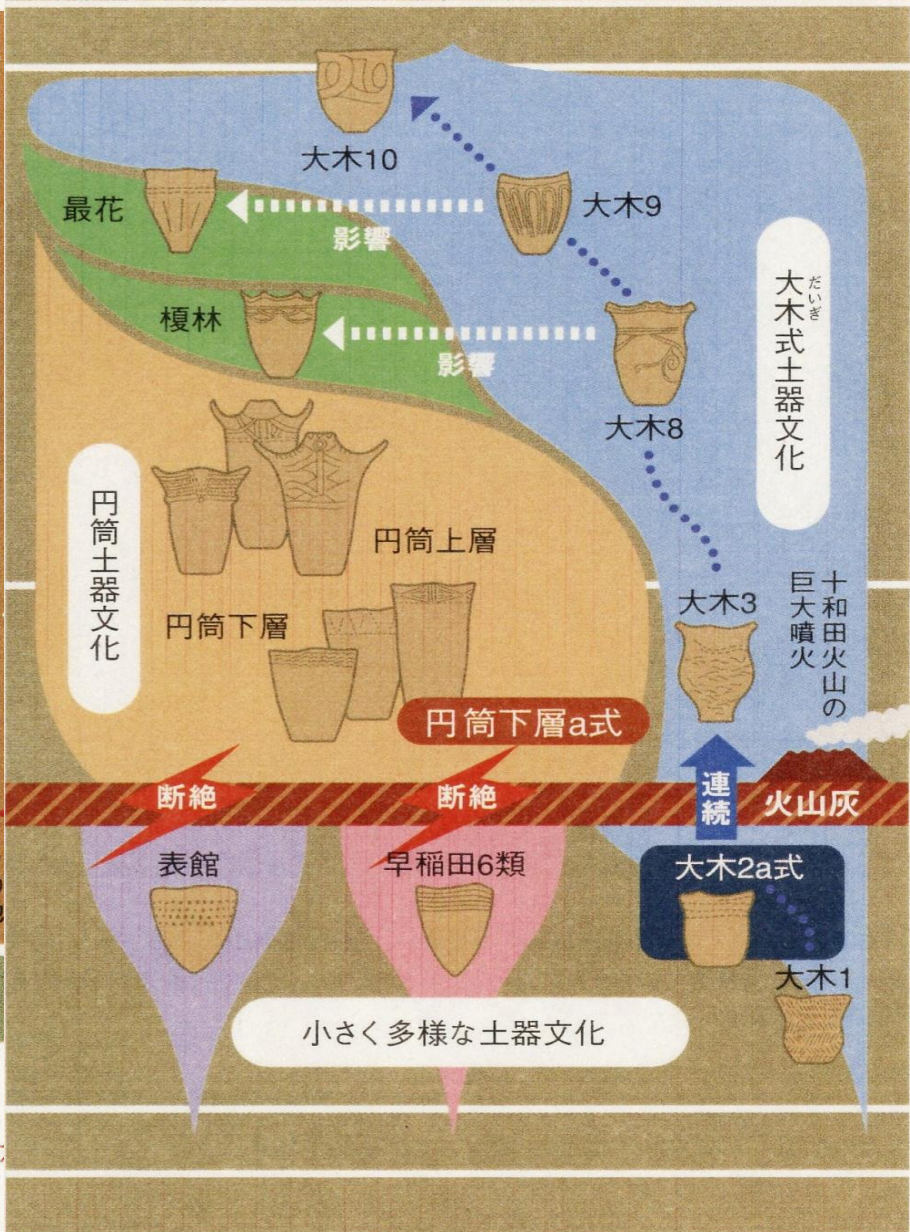 大木10
最花
大木9
影響
榎林
影響
大木8
だいぎ
大木式土器文化
円筒土器文化
円筒上層
円筒下層
大木3
十和田火山の
巨大噴火
円筒下層a式
断絶
断絶
連続
火山灰
表館
早稲田6類
大木2a式
大木1
小さく多様な土器文化